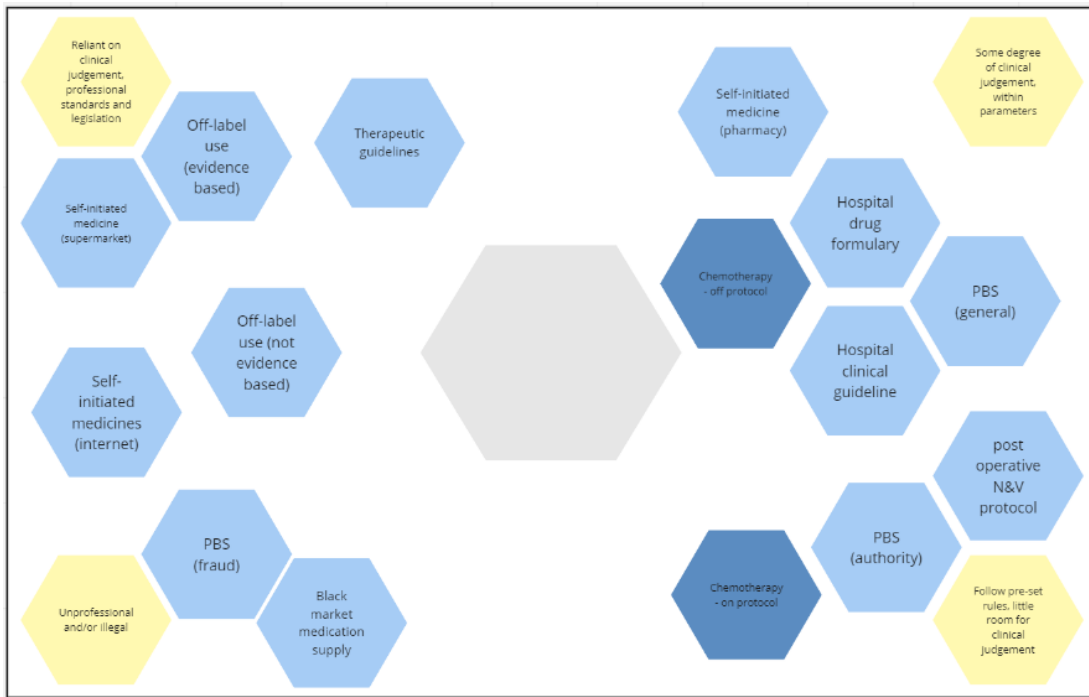 Reliant on
clinical
judgement,
professional
standards and
legislation
Off-label
use
(evidence
based)
Therapeutic
guidelines
Self-initiated
medicine
(supermarket)
Off-label
use (not
evidence
based)
Self-
initiated
medicines
(internet)
PBS
(fraud)
Unprofessional
and/or illegal
Black
market
medication
supply
Self-initiated
medicine
(pharmacy)
Some degree
of clinical
judgement,
within
parameters
Hospital
drug
formulary
Chemotherapy
- off protocol
PBS
(general)
Hospital
clinical
guideline
post
operative
N&V
protocol
PBS
(authority)
Chemotherapy
- on protocol
Follow pre-set
rules, little
room for
clinical
judgement